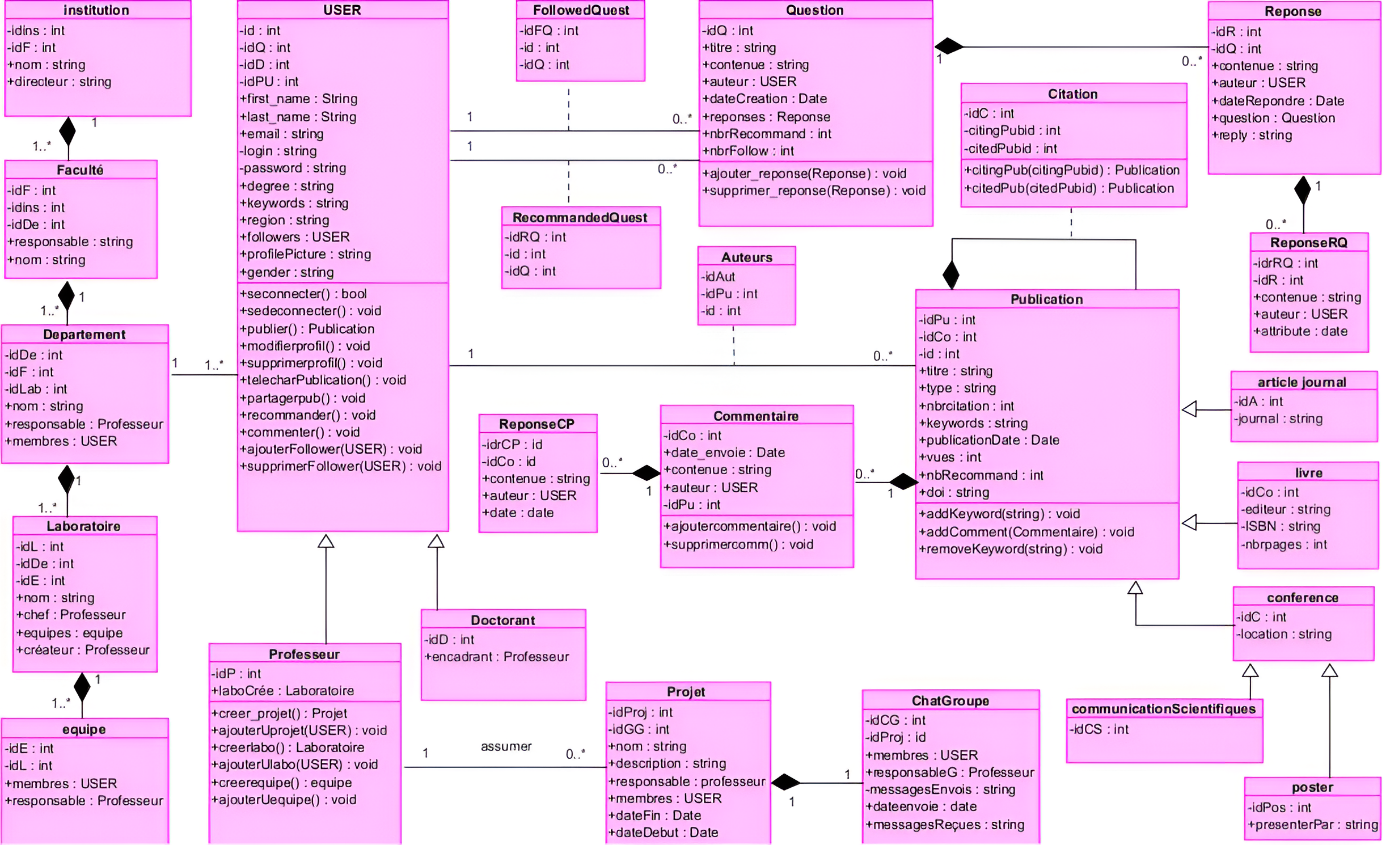 institution
-idins : int
-idF : int
+nom : string
+directeur : string
1
1..*
Faculté
-idF : int
-idins : int
-idDe : int
+responsable : string
+nom : string
1
1..*
Departement
-idDe : int
-idF : int
-idLab : int
+nom : string
+responsable : Professeur
+membres : USER
1
1..*
1
1..*
Laboratoire
-idL : int
-idDe : int
-idE : int
+nom : string
+chef : Professeur
+equipes : equipe
+créateur : Professeur
1
1..*
equipe
-idE : int
-idL : int
+membres : USER
+responsable : Professeur
USER
-id : int
-idQ : int
-idD : int
-idPU : int
+first_name : String
+last_name : String
+email : string
-login : string
-password : string
+degree : string
+keywords : string
+region : string
+followers : USER
+profilePicture : string
+gender : string
+seconnecter() : bool
+sedeconnecter() : void
+publier() : Publication
+modifierprofil() : void
+supprimerprofil() : void
+telecharPublication() : void
+partagerpub() : void
+recommander() : void
+commenter() : void
+ajouterFollower(USER) : void
+supprimerFollower(USER) : void
FollowedQuest
-idFQ : int
-id : int
-idQ : int
1
0..*
1
0..*
RecommandedQuest
-idRQ : int
-id : int
-idQ : int
Question
-idQ : int
+titre : string
+contenue : string
+auteur : USER
+dateCreation : Date
+reponses : Reponse
+nbrRecommand : int
+nbrFollow : int
+ajouter_reponse(Reponse) : void
+supprimer_reponse(Reponse) : void
1
0..*
Reponse
-idR : int
-idQ : int
+contenue : string
+auteur : USER
+dateRepondre : Date
+question : Question
+reply : string
1
0..*
ReponseRQ
-idrRQ : int
-idR : int
+contenue : string
+auteur : USER
+attribute : date
Citation
-idC : int
-citingPubid : int
-citedPubid : int
+citingPub(citingPubid) : Publication
+citedPub(citedPubid) : Publication
Auteurs
-idAut
-idPu : int
-id : int
1
0..*
Publication
-idPu : int
-idCo : int
-id : int
+titre : string
+type : string
+nbrcitation : int
+keywords : string
+publicationDate : Date
+vues : int
+nbRecommand : int
+doi : string
+addKeyword(string) : void
+addComment(Commentaire) : void
+removeKeyword(string) : void
ReponseCP
-idrCP : id
-idCo : id
+contenue : string
+auteur : USER
+date : date
0..*
1
Commentaire
-idCo : int
+date_envoie : Date
+contenue : string
+auteur : USER
-idPu : int
+ajoutercommentaire() : void
+supprimercomm() : void
0..*
1
article journal
-idA : int
-journal : string
livre
-idCo : int
-editeur : string
-ISBN : string
-nbrpages : int
conference
-idC : int
-location : string
communicationScientifiques
-idCS : int
poster
-idPos : int
+presenterPar : string
Doctorant
-idD : int
+encadrant : Professeur
Professeur
-idP : int
+laboCrée : Laboratoire
+creer_projet() : Projet
+ajouterUprojet(USER) : void
+creerlabo() : Laboratoire
+ajouterUlabo(USER) : void
+creerequipe() : equipe
+ajouterUequipe() : void
1
assumer
0..*
Projet
-idProj : int
-idGG : int
+nom : string
+description : string
+responsable : professeur
+membres : USER
+dateFin : Date
+dateDebut : Date
1
1
ChatGroupe
-idCG : int
-idProj : id
+membres : USER
+responsableG : Professeur
-messagesEnvois : string
+dateenvoie : date
+messagesReçues : string